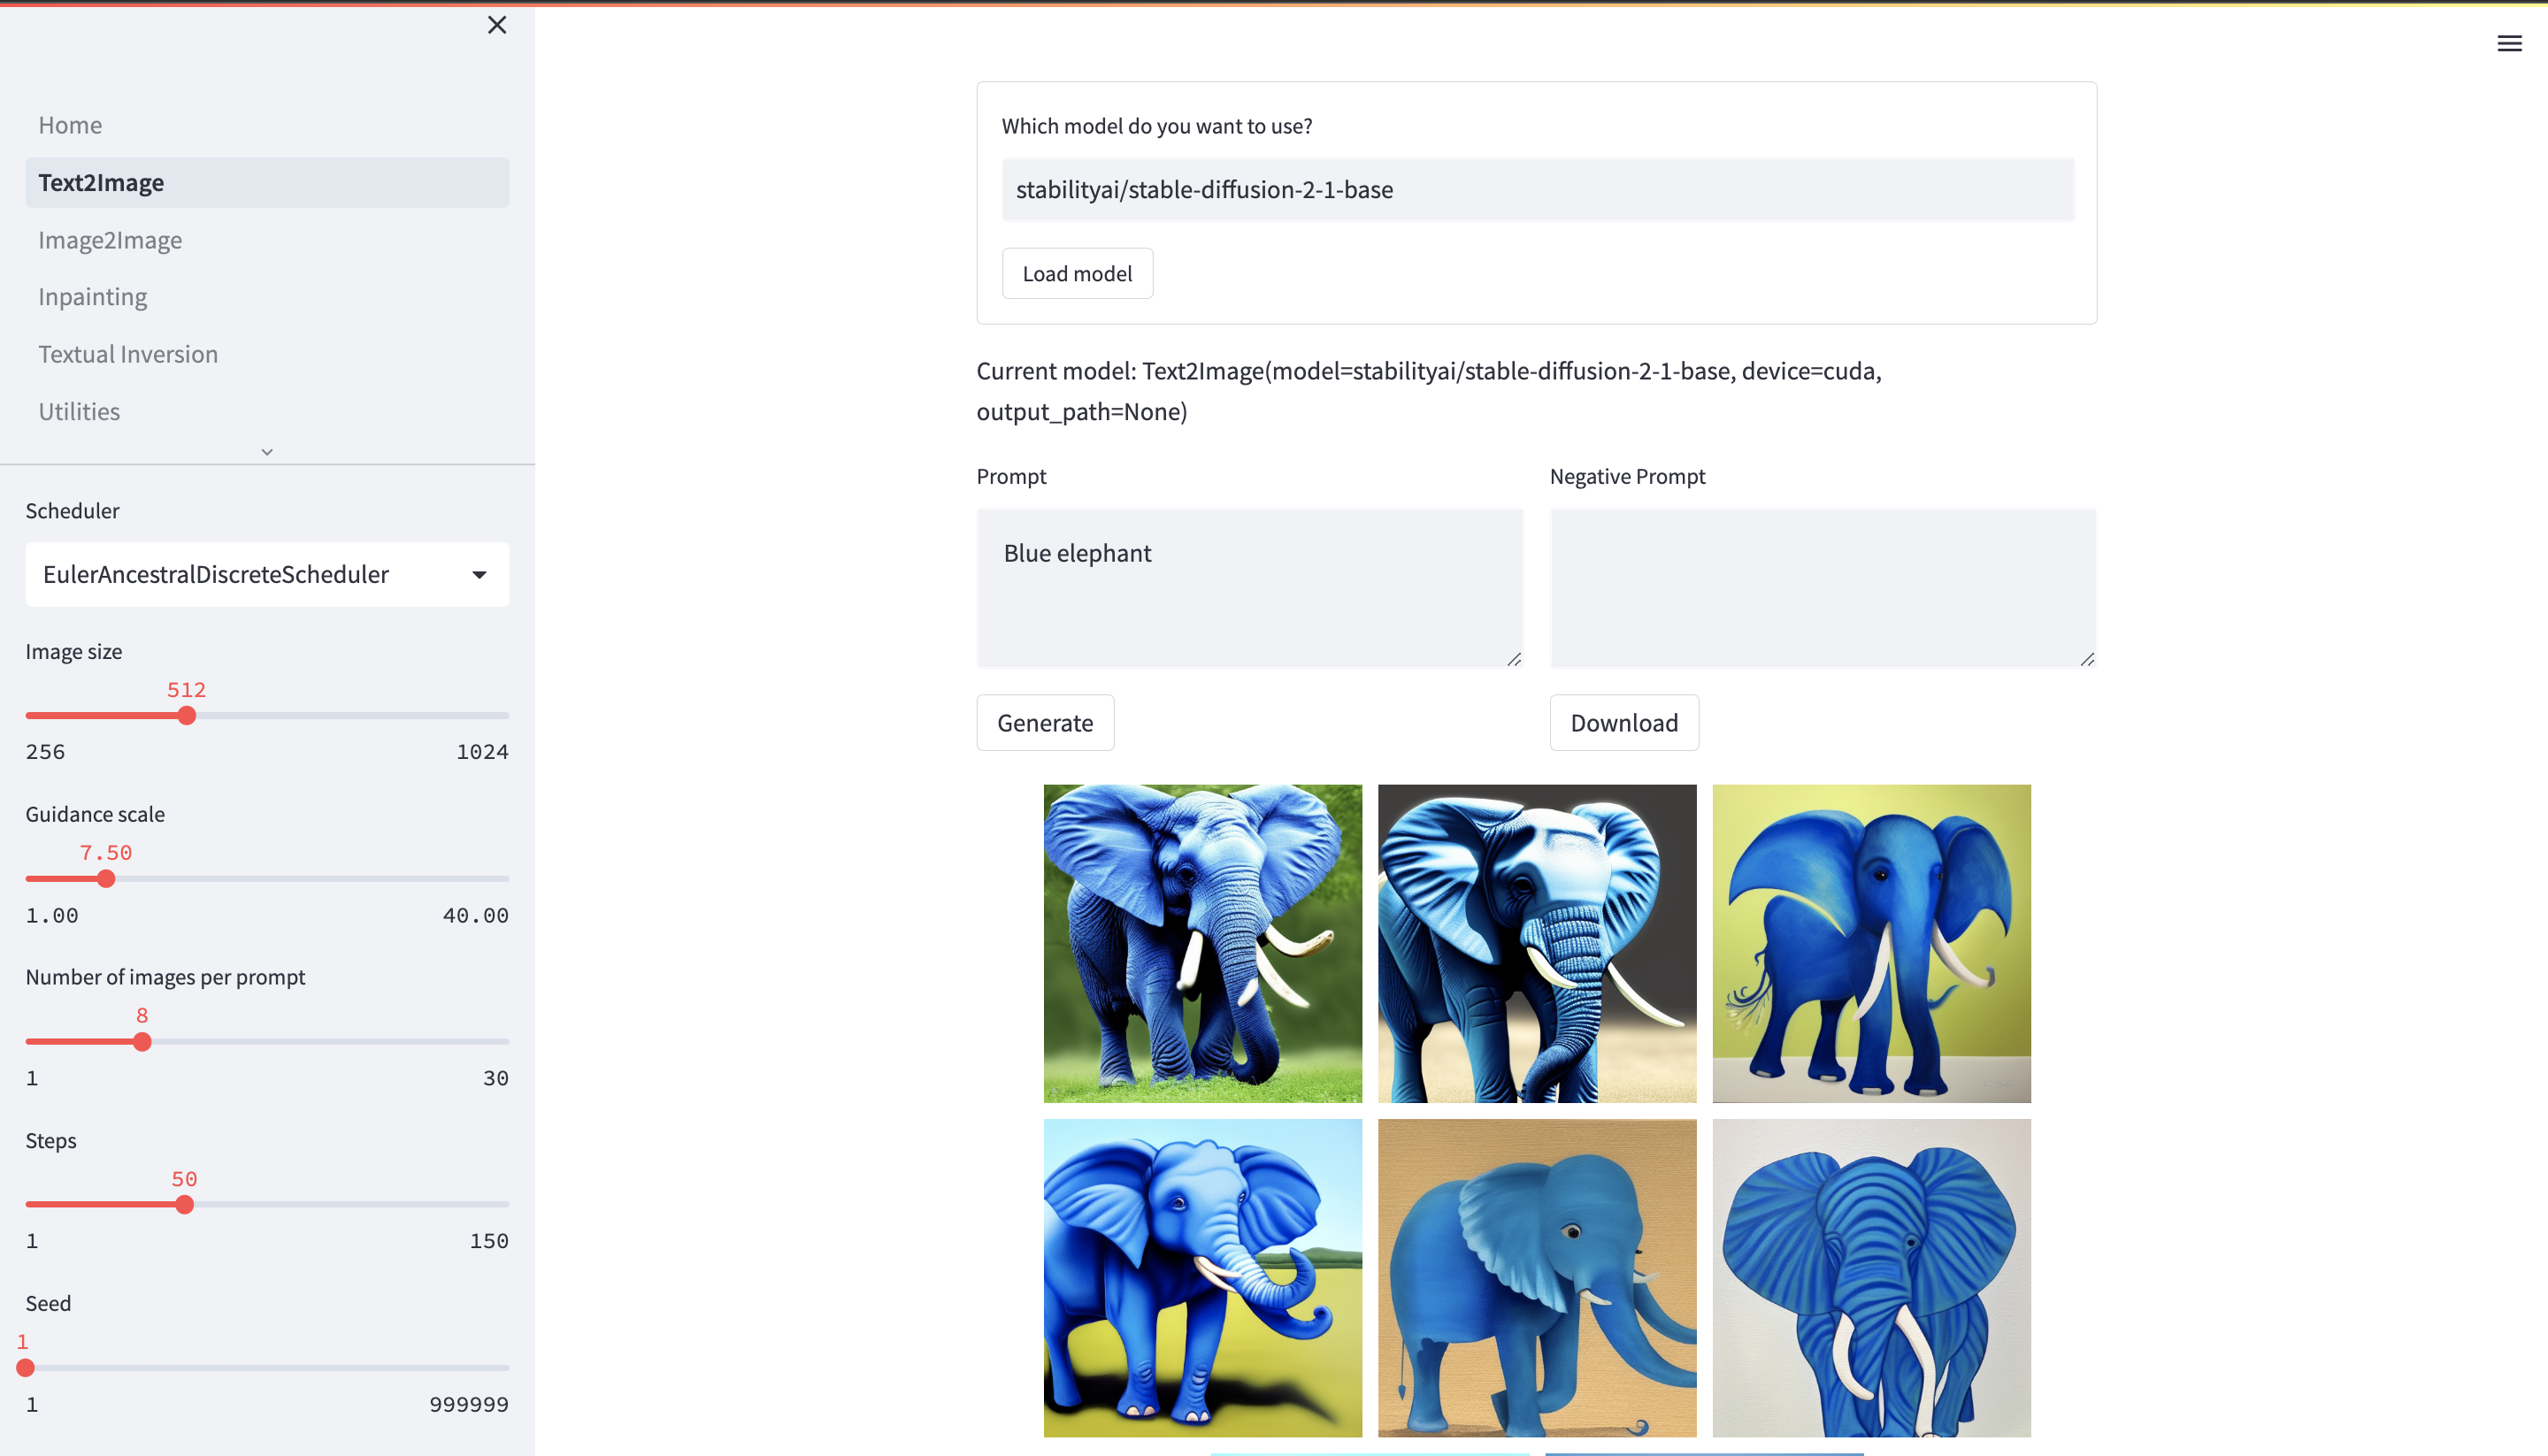 Home
Text2Image
Image2Image
Inpainting
Textual Inversion
Utilities
Scheduler
EulerAncestralDiscreteScheduler
Image size
512
256 1024
Guidance scale
7.50
1.00 40.00
Number of images per prompt
8
1 30
Steps
50
1 150
Seed
1
1 999999
Which model do you want to use?
stabilityai/stable-diffusion-2-1-base
Load model
Current model: Text2Image(model=stabilityai/stable-diffusion-2-1-base, device=cuda,
output_path=None)
Prompt
Negative Prompt
Blue elephant
Generate
Download